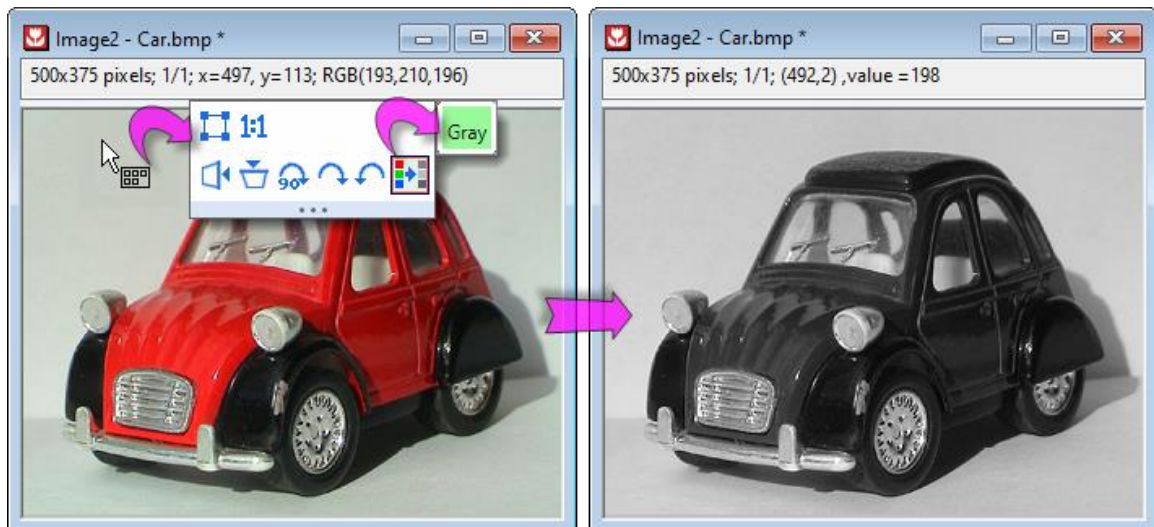 Image2 - Car.bmp *
500x375 pixels; 1/1; x=497, y=113; RGB(193,210,196)
1:1
Gray
90
Image2 - Car.bmp *
500x375 pixels; 1/1; (492,2) ,value =198